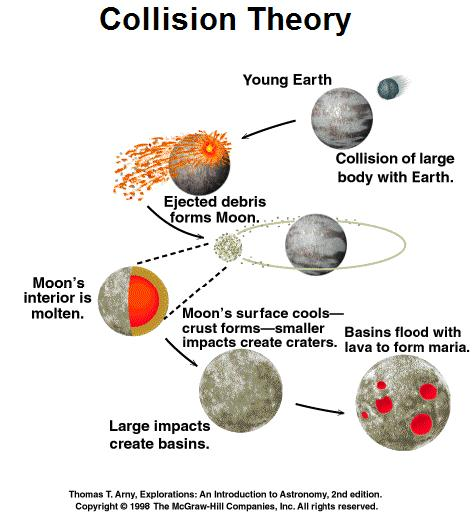 Collision Theory
Young Earth
Collision of large
body with Earth.
Ejected debris
forms Moon.
Moon's
interior is
molten.
Moon's surface cools—
crust forms—smaller
impacts create craters.
Basins flood with
lava to form maria.
Large impacts
create basins.
Thomas T. Arny, Explorations: An Introduction to Astronomy, 2nd edition.
Copyright © 1998 The McGraw-Hill Companies, Inc. All rights reserved.